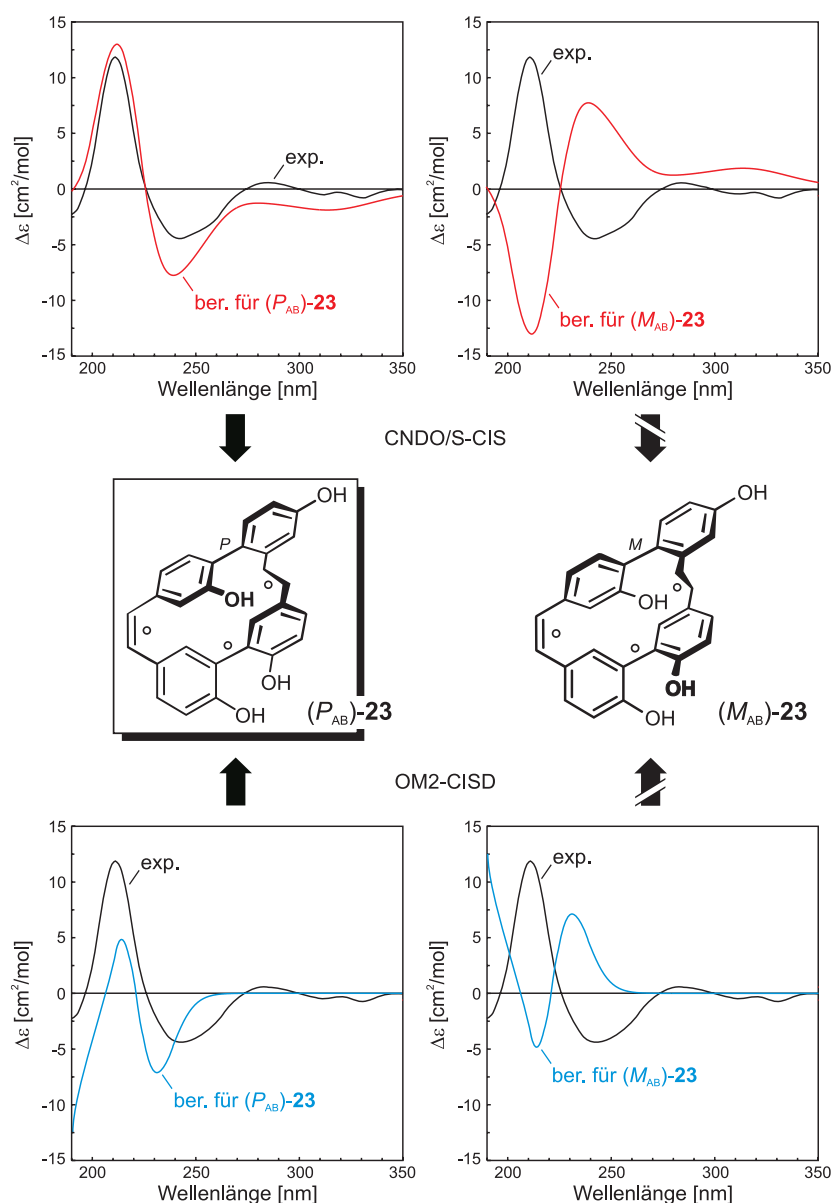 15
10
5
0
-5
-10
-15
Δε [cm²/mol]
exp.
ber. für (P_AB)-23
200
250
300
350
Wellenlänge [nm]
15
10
5
0
-5
-10
-15
Δε [cm²/mol]
exp.
ber. für (M_AB)-23
200
250
300
350
Wellenlänge [nm]
CNDO/S-CIS
OH
P
OH
OH
OH
(P_AB)-23
OH
M
OH
OH
OH
(M_AB)-23
OM2-CISD
15
10
5
0
-5
-10
-15
Δε [cm²/mol]
exp.
ber. für (P_AB)-23
200
250
300
350
Wellenlänge [nm]
15
10
5
0
-5
-10
-15
Δε [cm²/mol]
exp.
ber. für (M_AB)-23
200
250
300
350
Wellenlänge [nm]